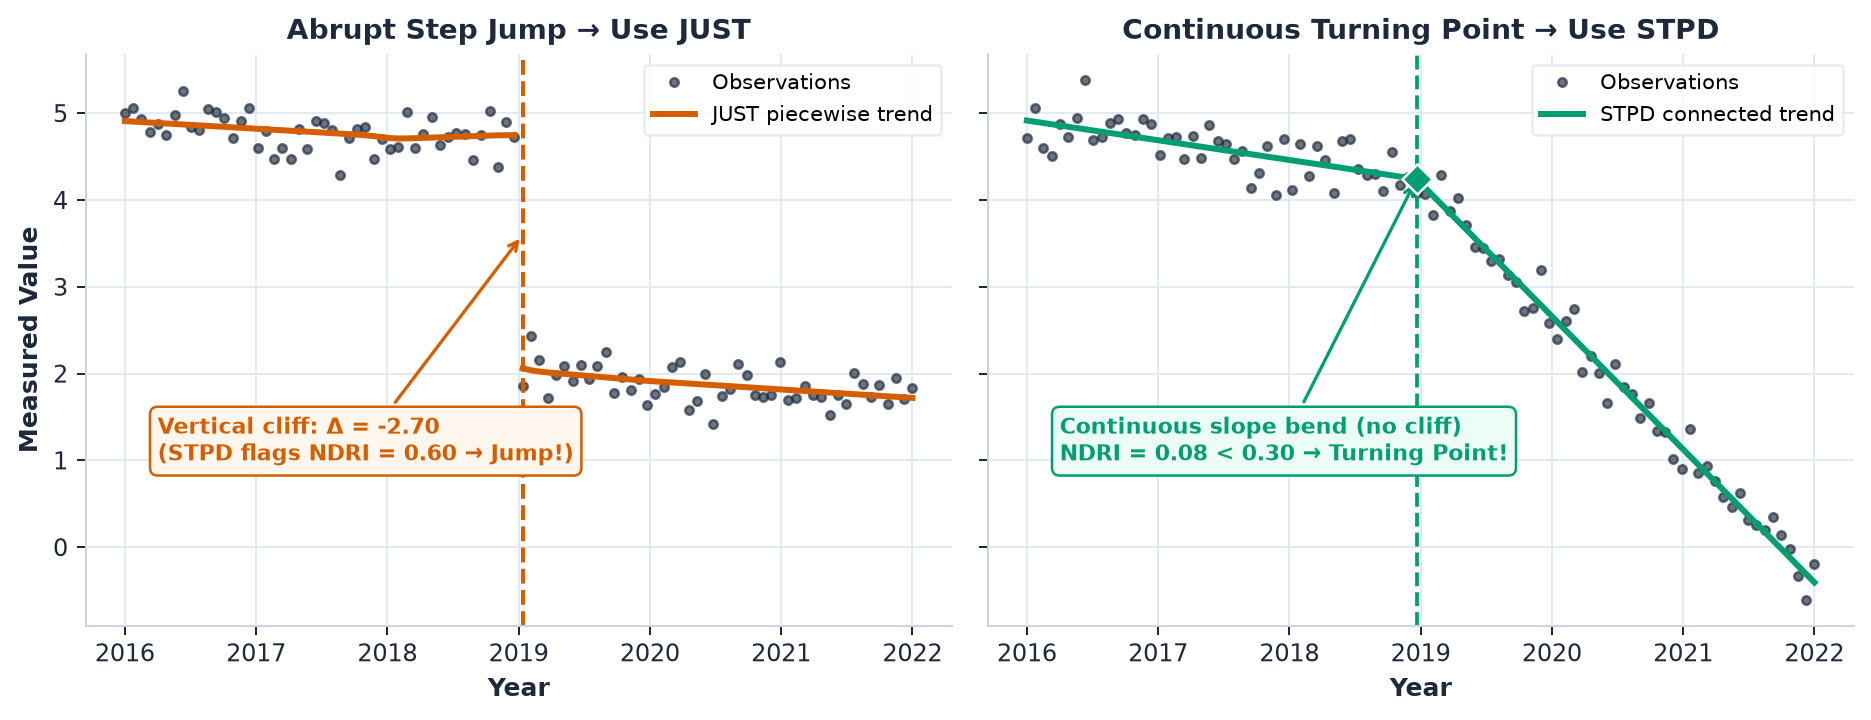 Abrupt Step Jump → Use JUST
Observations
JUST piecewise trend
Measured Value
5
4
3
2
1
0
Vertical cliff: Δ = -2.70
(STPD flags NDRI = 0.60 → Jump!)
2016 2017 2018 2019 2020 2021 2022
Year
Continuous Turning Point → Use STPD
Observations
STPD connected trend
Continuous slope bend (no cliff)
NDRI = 0.08 < 0.30 → Turning Point!
2016 2017 2018 2019 2020 2021 2022
Year